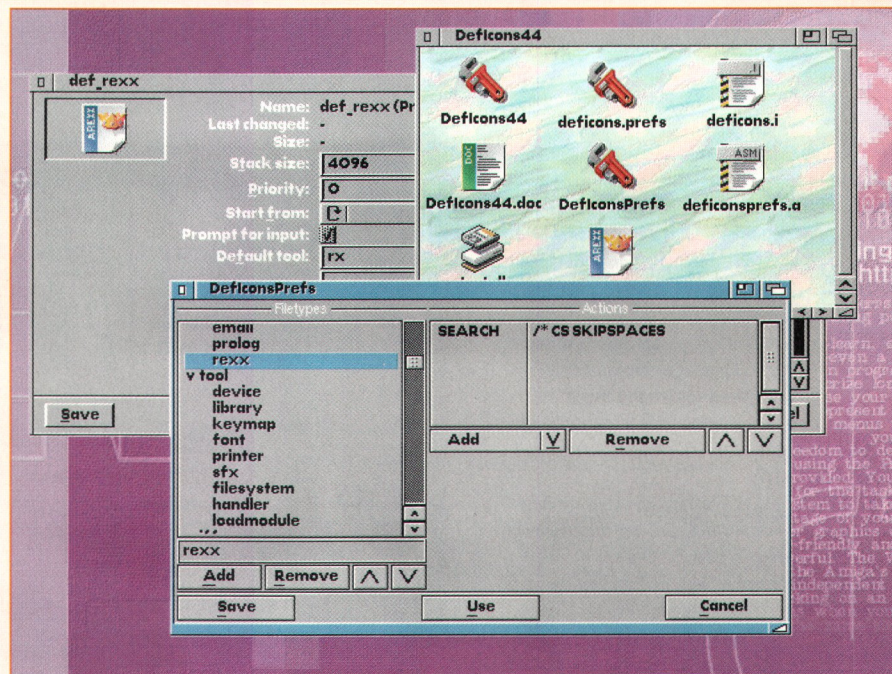 DefIcons44
DefIcons44
deficons.prefs
.I
deficons.i
DOC
DefIcons44.doc
DefIconsPrefs
ASM
deficonsprefs.a
def_rexx
AREXX
Name: def_rexx (Pr
Last changed: -
Size: -
Stack size: 4096
Priority: 0
Start from:
Prompt for input:
Default tool: rx
Save
AREXX
DefIconsPrefs
Filetypes
email
prolog
rexx
v tool
device
library
keymap
font
printer
sfx
filesystem
handler
loadmodule
rexx
Add Remove
Actions
SEARCH /* CS SKIPSPACES
Add Remove
Save Use Cancel